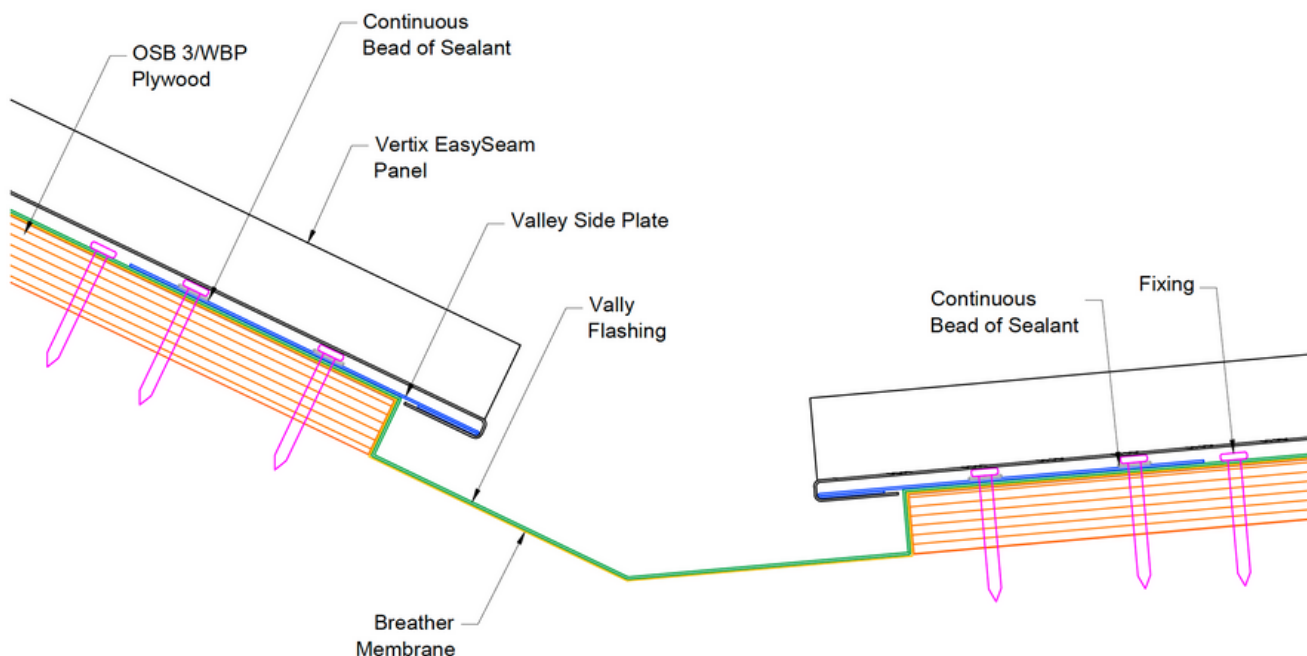 Continuous
Bead of Sealant
OSB 3/WBP
Plywood
Vertix EasySeam
Panel
Valley Side Plate
Vally
Flashing
Continuous
Bead of Sealant
Fixing
Breather
Membrane